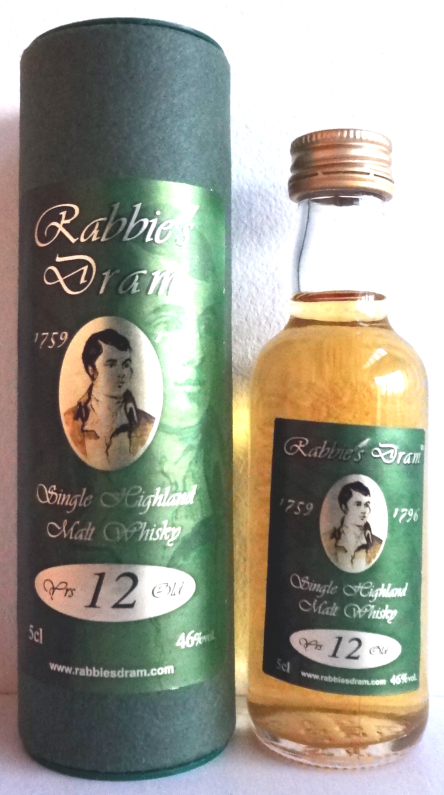 Rabbie's
Dram
1759
Single Highland
Malt Whisky
Yrs 12 Old
5cl 46%vol.
www.rabbiesdram.com
Rabbie's Dram™
1759 1796
Single Highland
Malt Whisky
Yrs 12 Old
5cl www.rabbiesdram.com 46%vol.